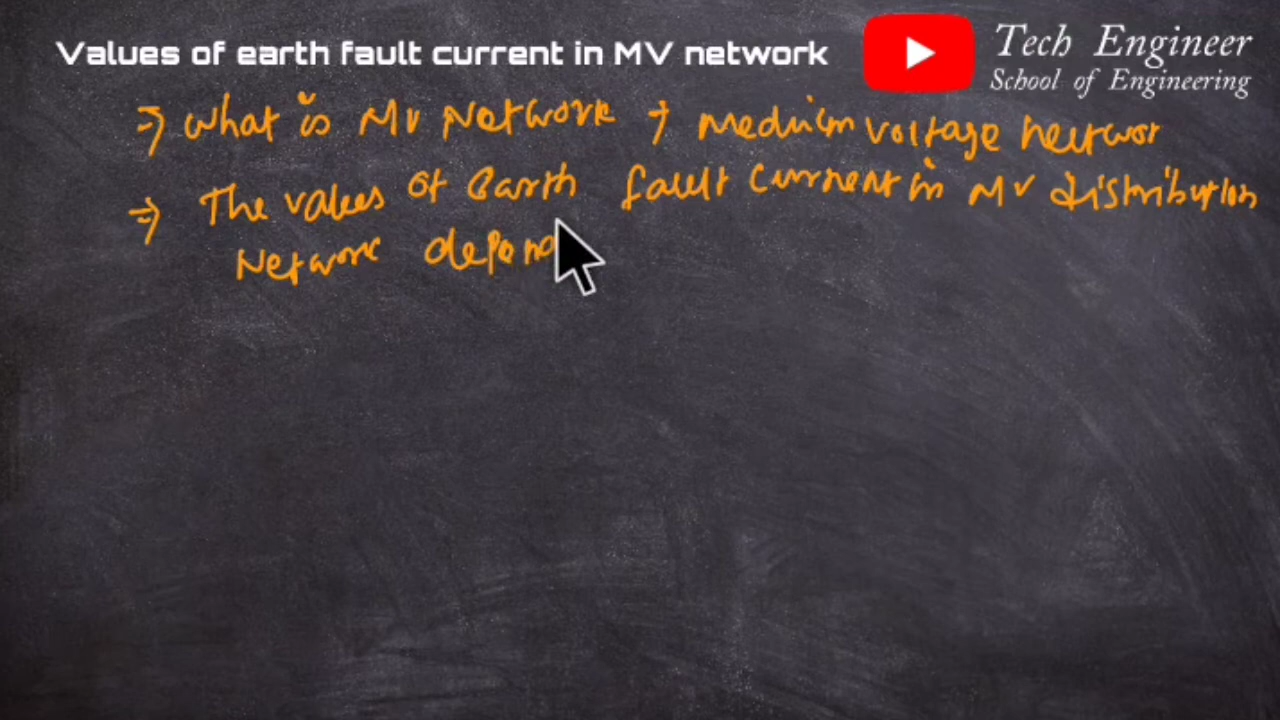 Values of earth fault current in MV network
Tech Engineer
School of Engineering
⇒ What is MV Network → medium voltage networ
⇒ The values of Earth fault current in MV distribution
Network depend